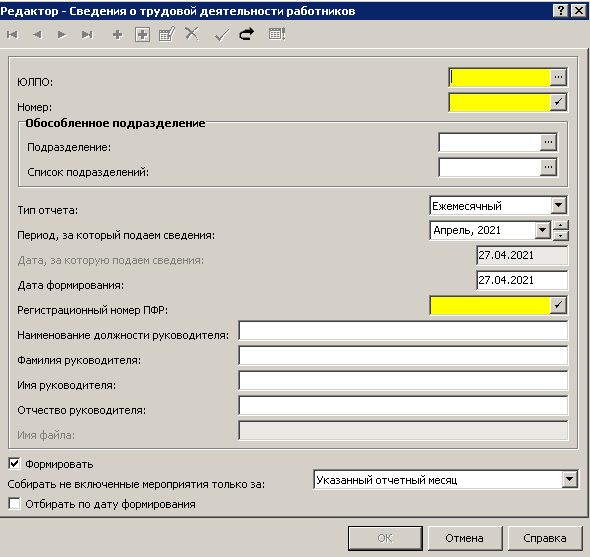 Редактор - Сведения о трудовой деятельности работников
ЮЛПО:
Номер:
Обособленное подразделение
Подразделение:
Список подразделений:
Тип отчета: Ежемесячный
Период, за который подаем сведения: Апрель, 2021
Дата, за которую подаем сведения: 27.04.2021
Дата формирования: 27.04.2021
Регистрационный номер ПФР:
Наименование должности руководителя:
Фамилия руководителя:
Имя руководителя:
Отчество руководителя:
Имя файла:
Формировать
Собирать не включенные мероприятия только за: Указанный отчетный месяц
Отбирать по дату формирования
ОК Отмена Справка